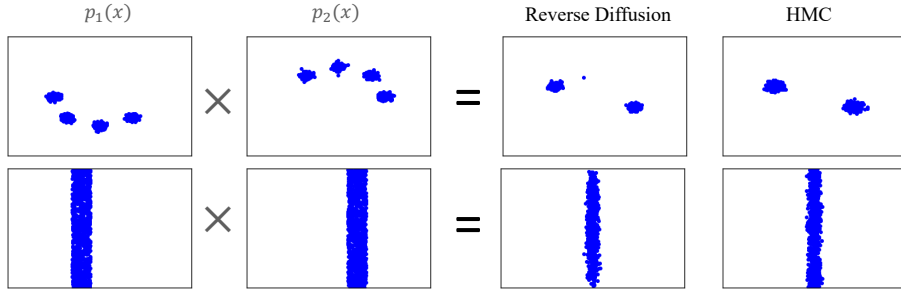 p₁(x) p₂(x) Reverse Diffusion HMC
× =
× =